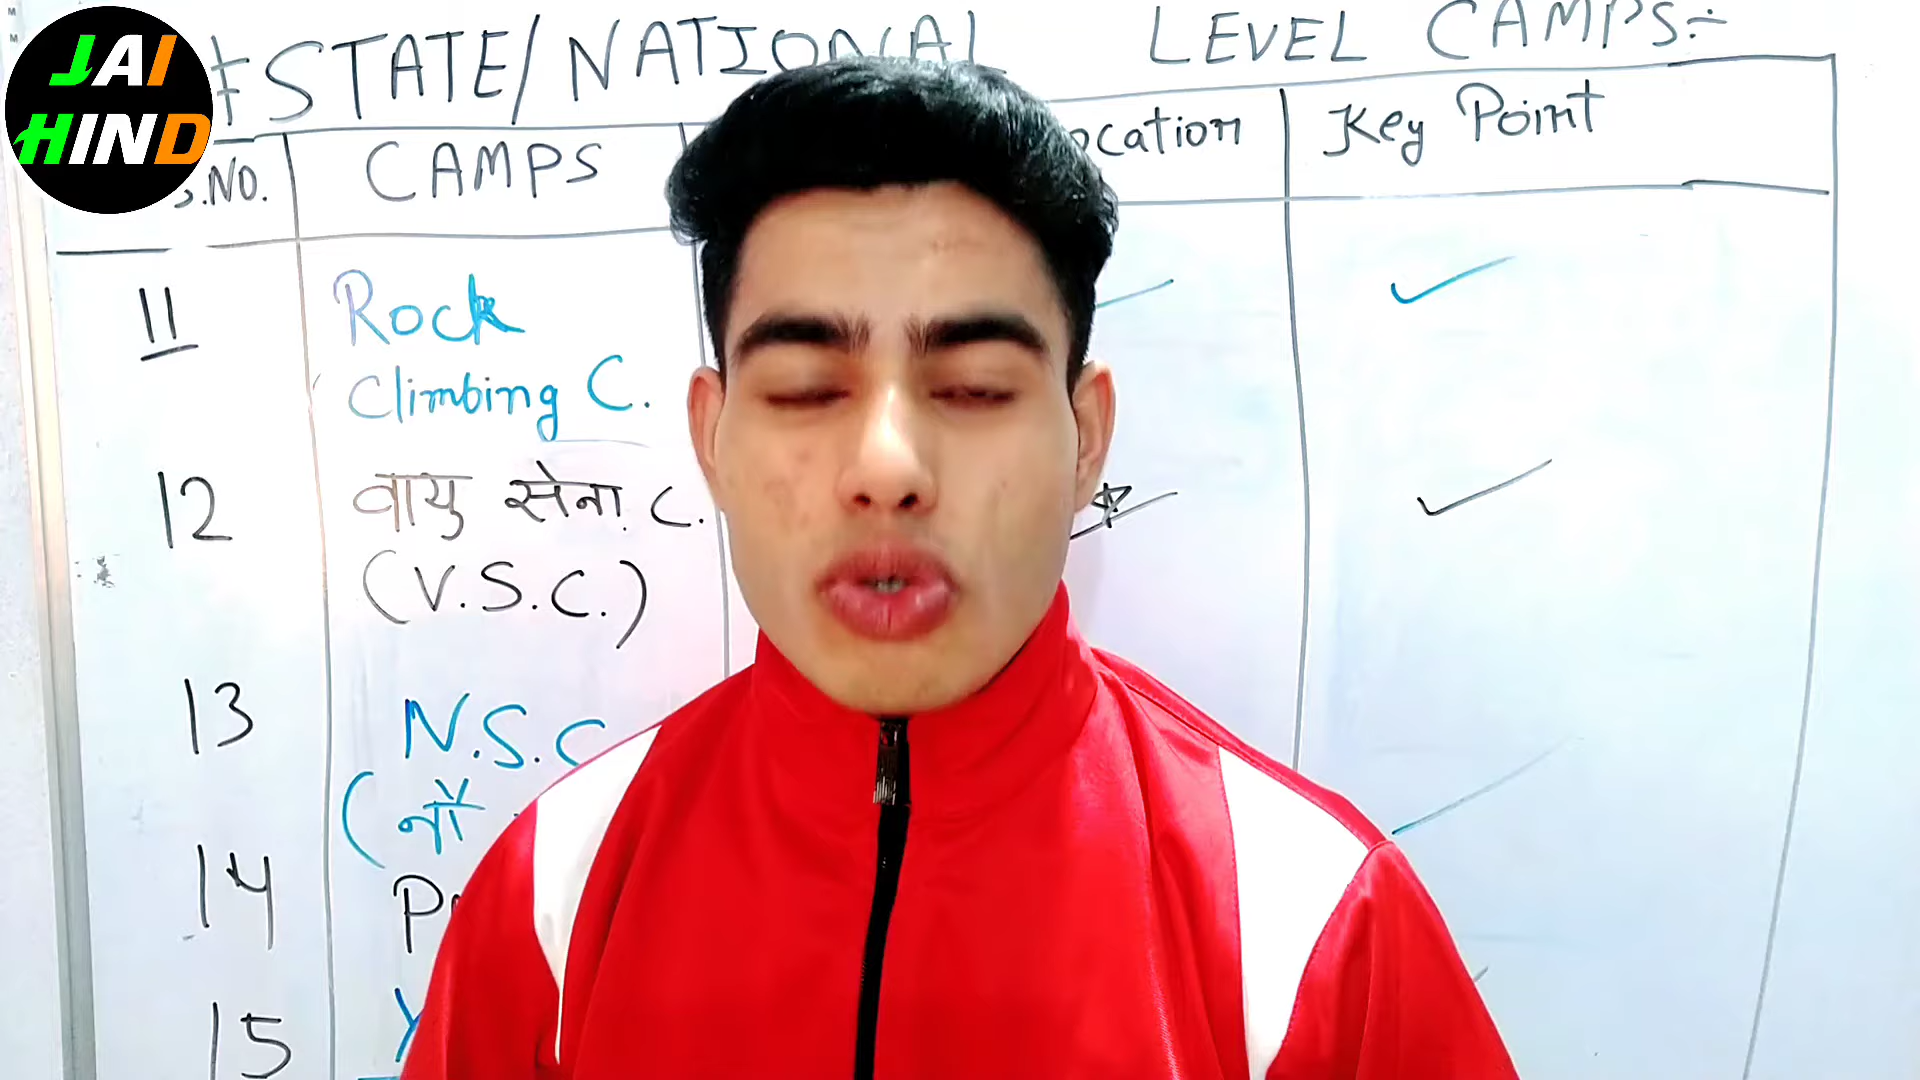 JAI
HIND
# STATE/NATIONAL LEVEL CAMPS:-
S.NO. CAMPS Location Key Point
11 Rock
Climbing C.
12 वायु सेना C.
(V.S.C.)
13 N.S.C
(नौ
14
15